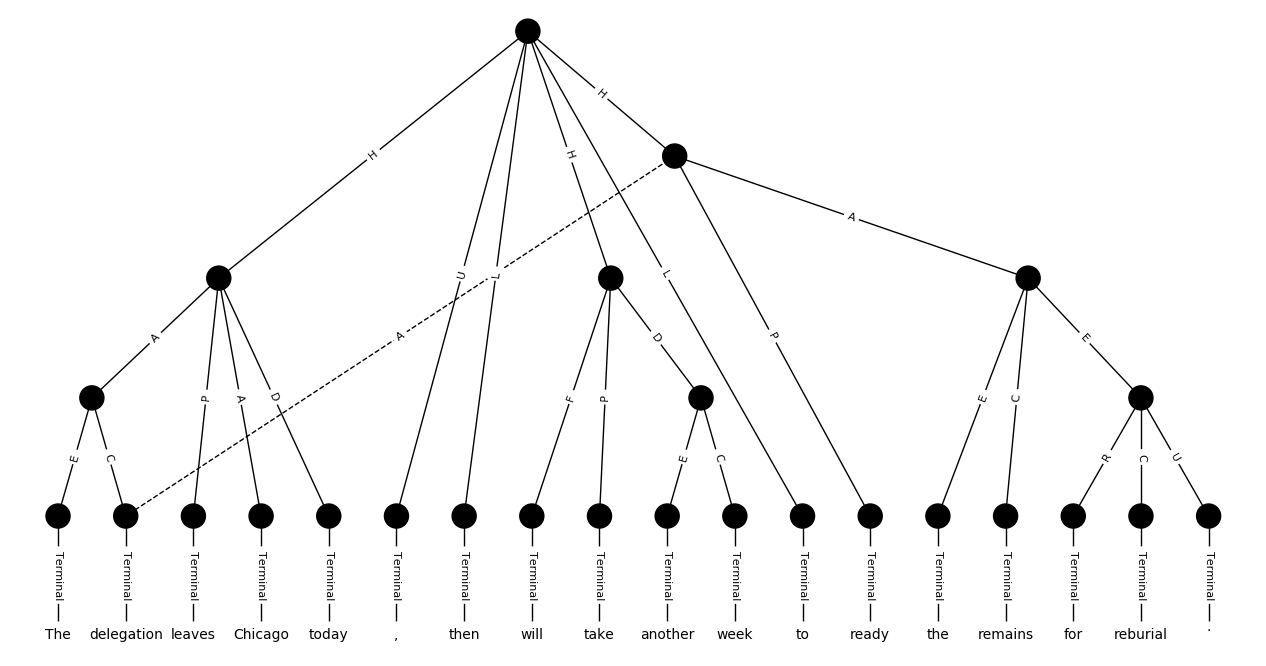 H
H
H
A
U
L
L
A
A
P
D
P
E
A
P
A
D
F
P
E
C
E
C
E
C
R
C
U
Terminal Terminal Terminal Terminal Terminal Terminal Terminal Terminal Terminal Terminal Terminal Terminal Terminal Terminal Terminal Terminal Terminal Terminal
The delegation leaves Chicago today , then will take another week to ready the remains for reburial .